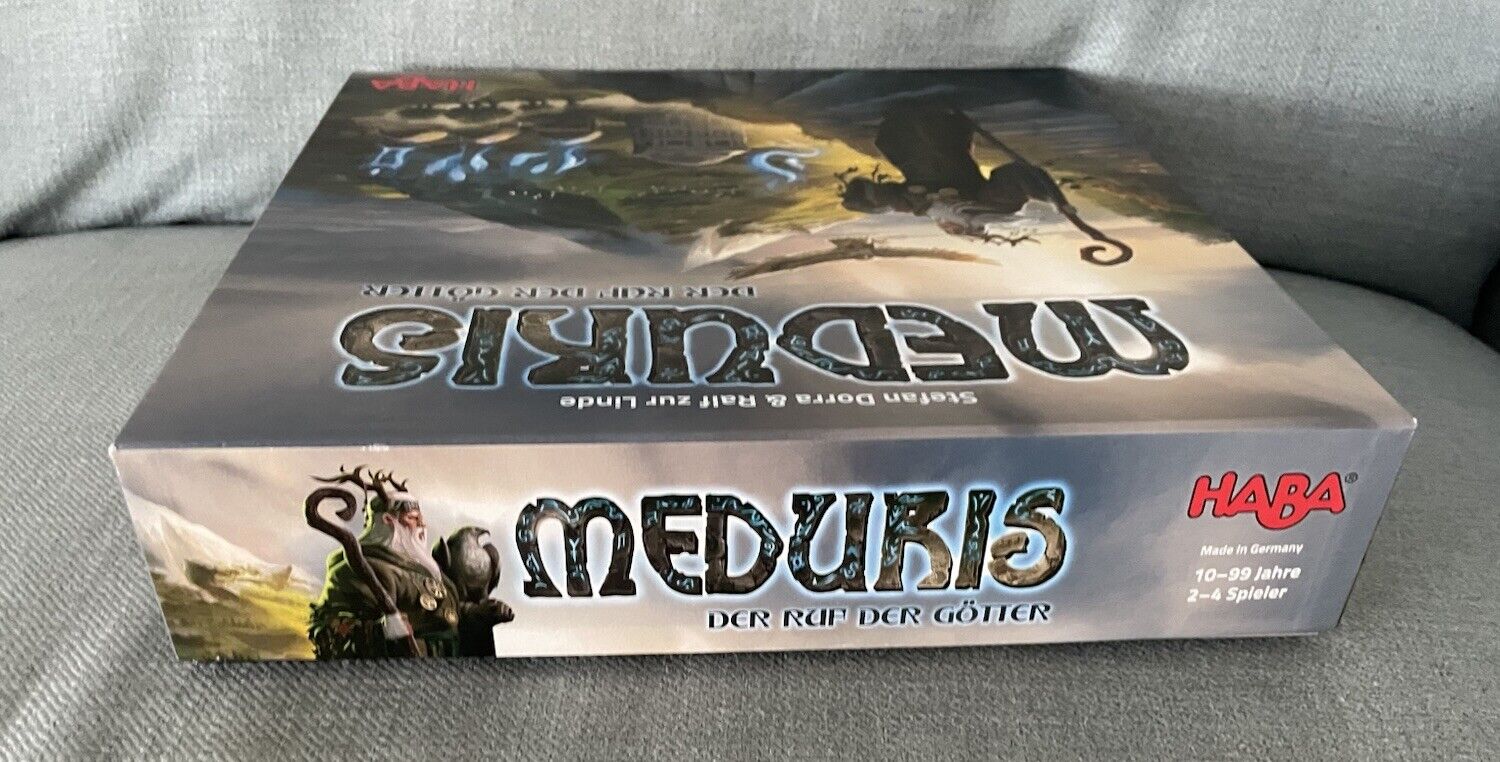 HABA
DER RUF DER GÖTTER
MEDURIS
Stefan Dorra & Ralf zur Linde
MEDURIS
DER RUF DER GÖTTER
HABA®
Made in Germany
10–99 Jahre
2–4 Spieler